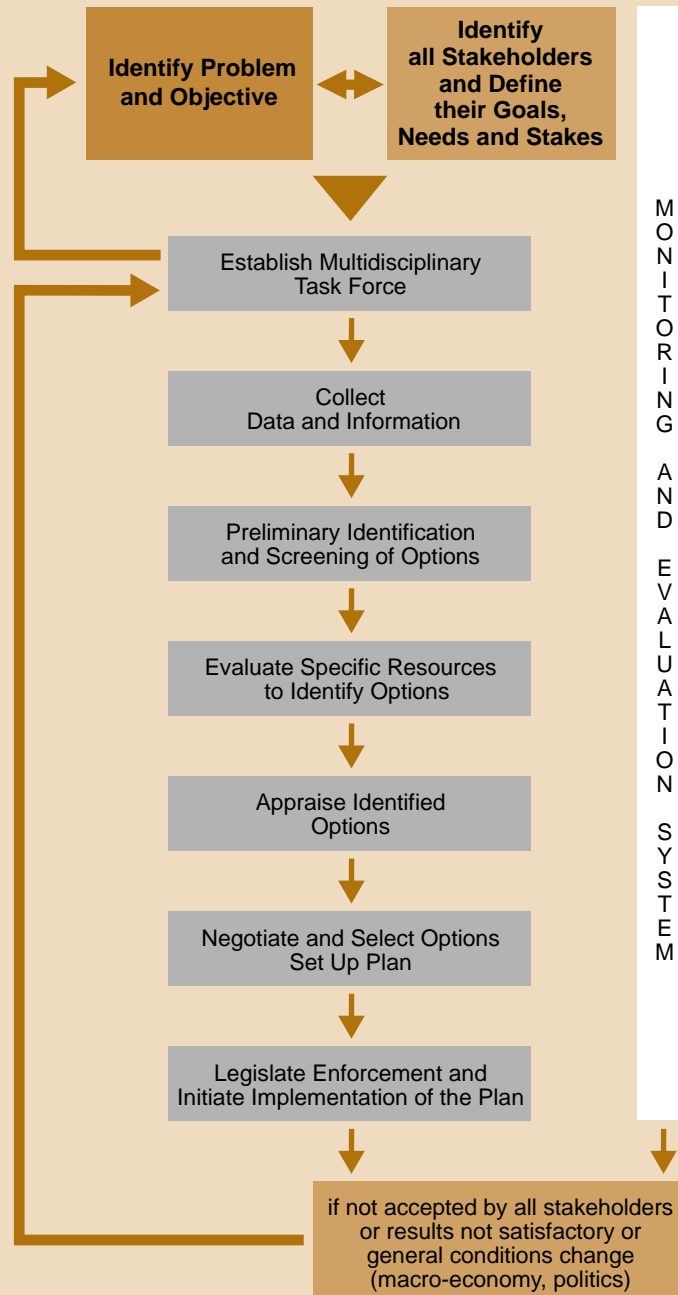 Identify Problem
and Objective
Identify
all Stakeholders
and Define
their Goals,
Needs and Stakes
Establish Multidisciplinary
Task Force
Collect
Data and Information
Preliminary Identification
and Screening of Options
Evaluate Specific Resources
to Identify Options
Appraise Identified
Options
Negotiate and Select Options
Set Up Plan
Legislate Enforcement and
Initiate Implementation of the Plan
if not accepted by all stakeholders
or results not satisfactory or
general conditions change
(macro-economy, politics)
MONITORING AND EVALUATION SYSTEM